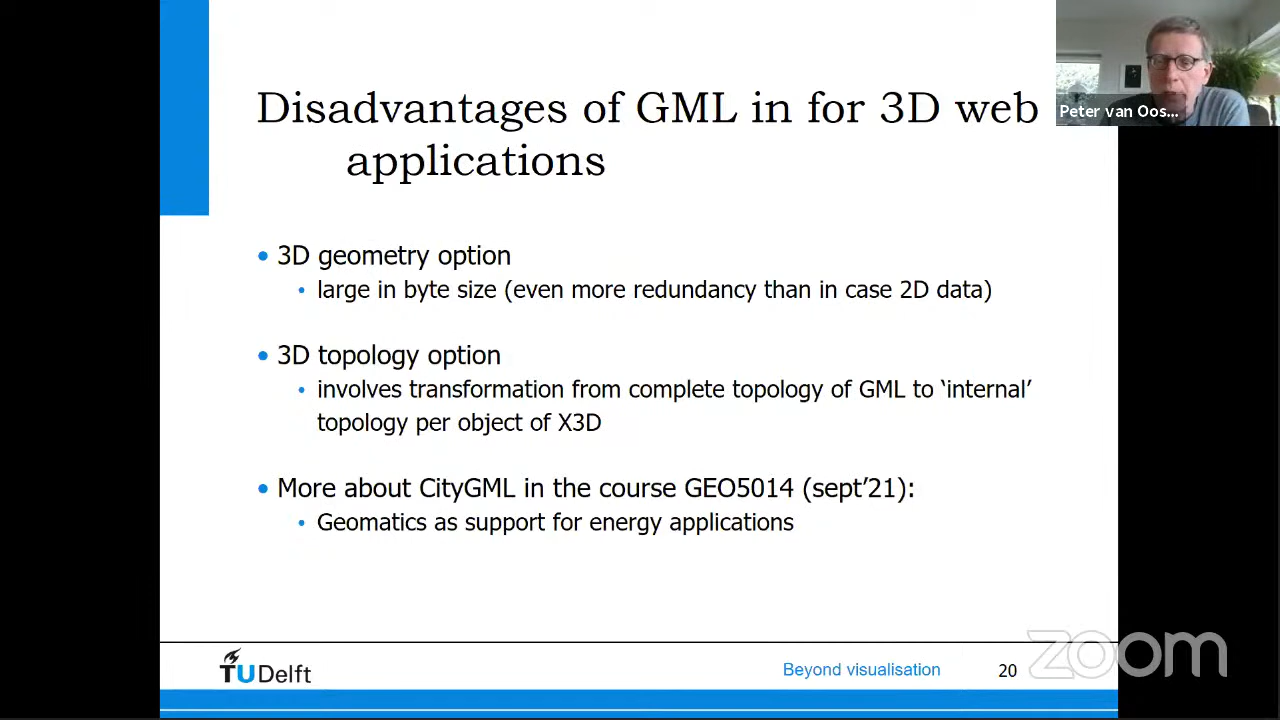 Disadvantages of GML in for 3D web
applications
Peter van Oos...
• 3D geometry option
• large in byte size (even more redundancy than in case 2D data)
• 3D topology option
• involves transformation from complete topology of GML to ‘internal’
topology per object of X3D
• More about CityGML in the course GEO5014 (sept’21):
• Geomatics as support for energy applications
TU Delft
Beyond visualisation
20
zoom